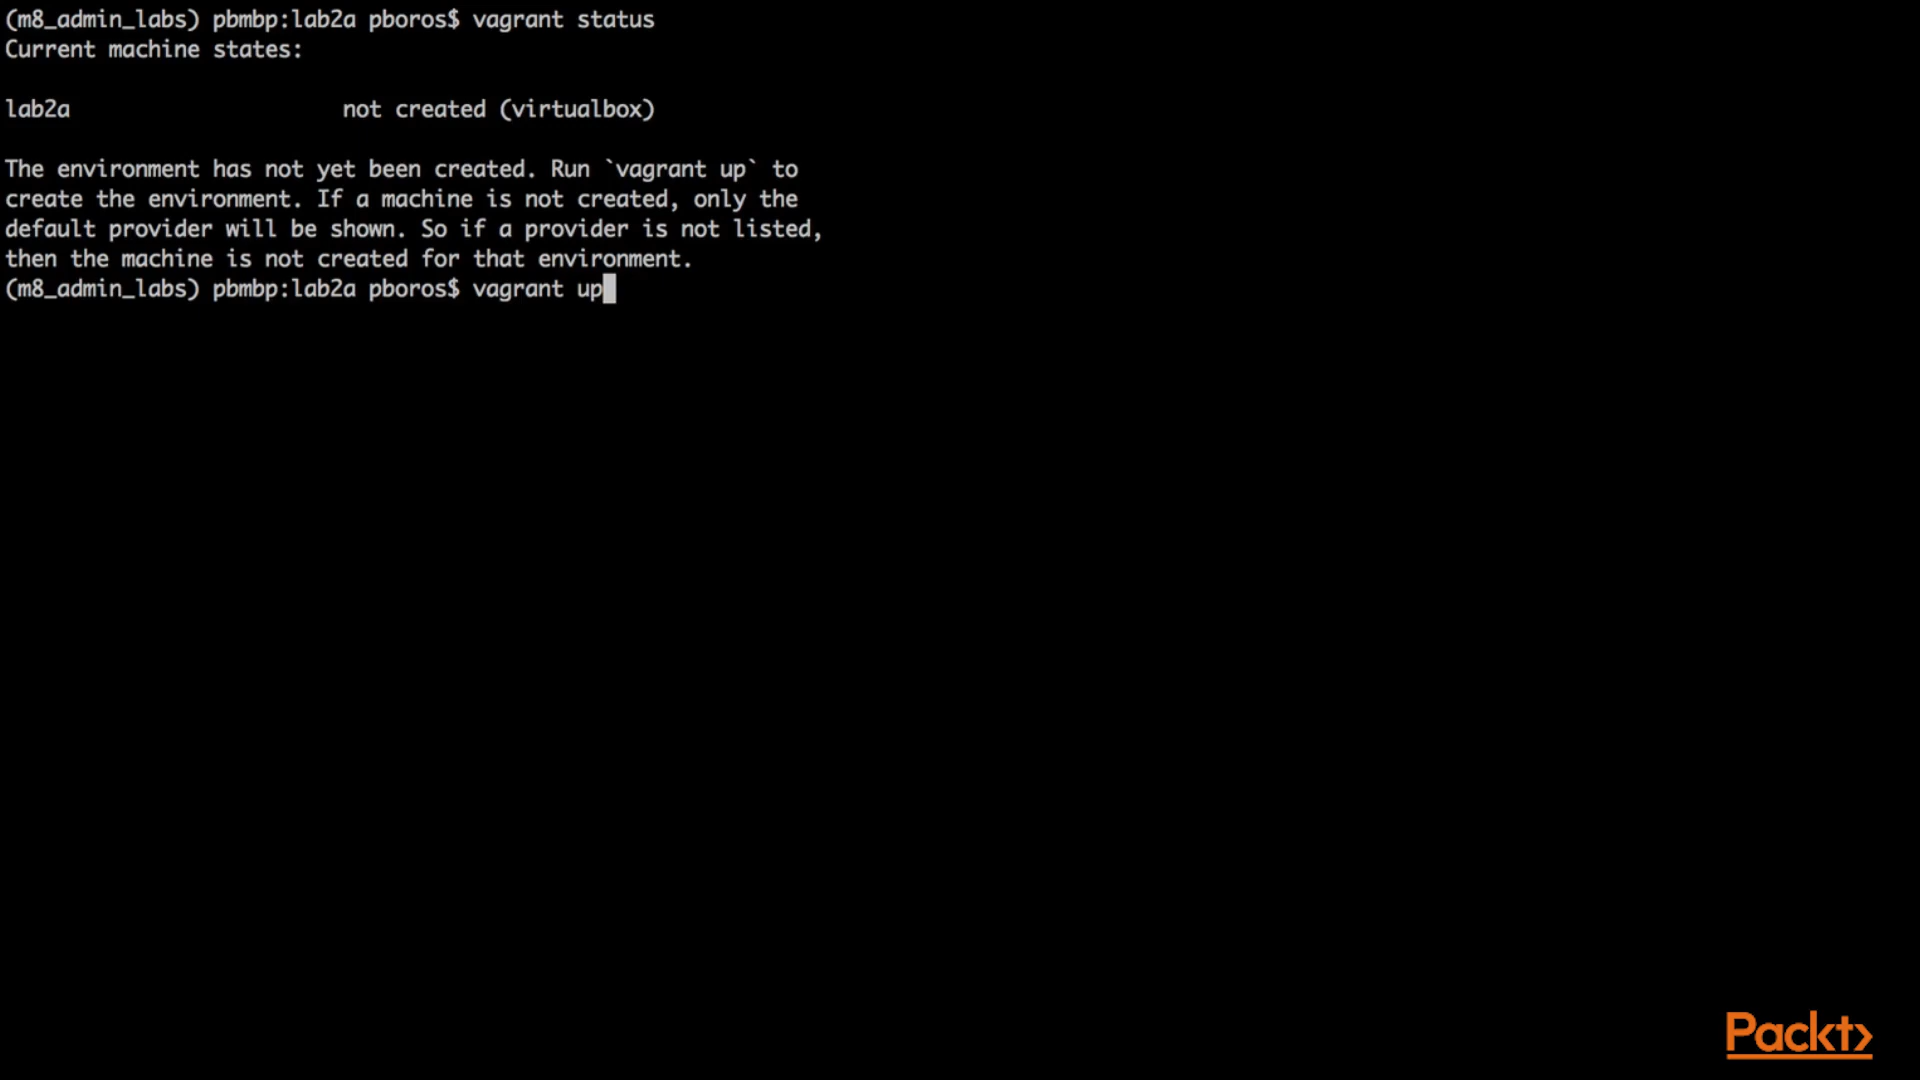 (m8_admin_labs) pbmbp:lab2a pboros$ vagrant status
Current machine states:
lab2a                     not created (virtualbox)
The environment has not yet been created. Run `vagrant up` to
create the environment. If a machine is not created, only the
default provider will be shown. So if a provider is not listed,
then the machine is not created for that environment.
(m8_admin_labs) pbmbp:lab2a pboros$ vagrant up
Packt>